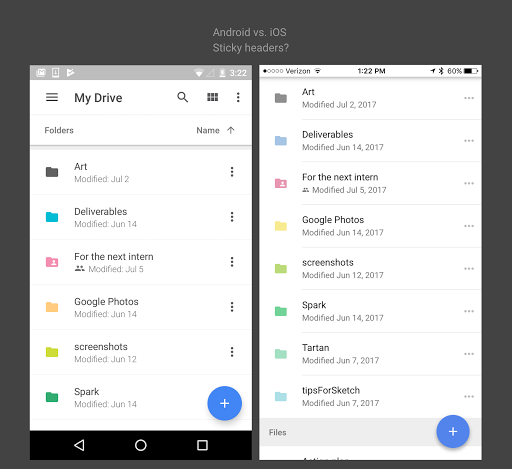 Android vs. iOS
Sticky headers?
3:22
My Drive
Folders
Name
Art
Modified: Jul 2
Deliverables
Modified: Jun 14
For the next intern
Modified: Jul 5
Google Photos
Modified: Jun 14
screenshots
Modified: Jun 12
Spark
Modified: Jun 14
Verizon
1:22 PM
60%
Art
Modified Jul 2, 2017
Deliverables
Modified Jun 14, 2017
For the next intern
Modified Jul 5, 2017
Google Photos
Modified Jun 14, 2017
screenshots
Modified Jun 12, 2017
Spark
Modified Jun 14, 2017
Tartan
Modified Jun 7, 2017
tipsForSketch
Modified Jun 7, 2017
Files